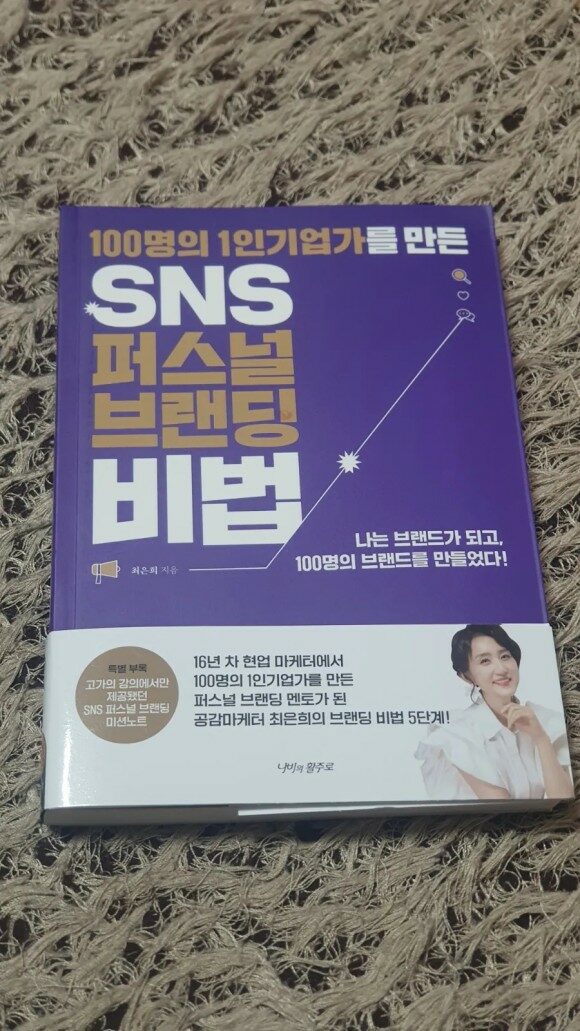 100명의 1인기업가를 만든
SNS
퍼스널
브랜딩
비법
최은희 지음
나는 브랜드가 되고,
100명의 브랜드를 만들었다!
특별 부록
고가의 강의에서만
제공됐던
SNS 퍼스널 브랜딩
미션노트
16년 차 현업 마케터에서
100명의 1인기업가를 만든
퍼스널 브랜딩 멘토가 된
공감마케터 최은희의 브랜딩 비법 5단계!
나비의 활주로